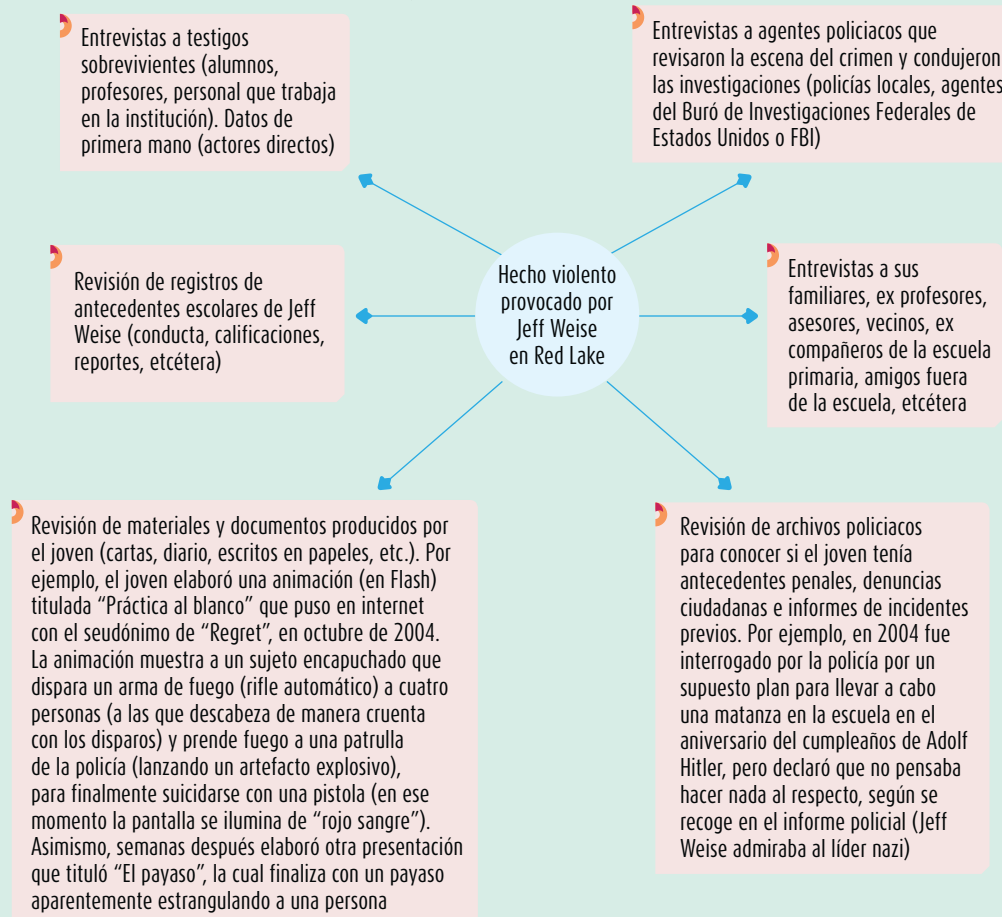 Entrevistas a testigos
sobrevivientes (alumnos,
profesores, personal que trabaja
en la institución). Datos de
primera mano (actores directos)
Entrevistas a agentes policiacos que
revisaron la escena del crimen y condujeron
las investigaciones (policías locales, agentes
del Buró de Investigaciones Federales de
Estados Unidos o FBI)
Hecho violento
provocado por
Jeff Weise
en Red Lake
Revisión de registros de
antecedentes escolares de Jeff
Weise (conducta, calificaciones,
reportes, etcétera)
Entrevistas a sus
familiares, ex profesores,
asesores, vecinos, ex
compañeros de la escuela
primaria, amigos fuera
de la escuela, etcétera
Revisión de materiales y documentos producidos por
el joven (cartas, diario, escritos en papeles, etc.). Por
ejemplo, el joven elaboró una animación (en Flash)
titulada “Práctica al blanco” que puso en internet
con el seudónimo de “Regret”, en octubre de 2004.
La animación muestra a un sujeto encapuchado que
dispara un arma de fuego (rifle automático) a cuatro
personas (a las que descabeza de manera cruenta
con los disparos) y prende fuego a una patrulla
de la policía (lanzando un artefacto explosivo),
para finalmente suicidarse con una pistola (en ese
momento la pantalla se ilumina de “rojo sangre”).
Asimismo, semanas después elaboró otra presentación
que tituló “El payaso”, la cual finaliza con un payaso
aparentemente estrangulando a una persona
Revisión de archivos policiacos
para conocer si el joven tenía
antecedentes penales, denuncias
ciudadanas e informes de incidentes
previos. Por ejemplo, en 2004 fue
interrogado por la policía por un
supuesto plan para llevar a cabo
una matanza en la escuela en el
aniversario del cumpleaños de Adolf
Hitler, pero declaró que no pensaba
hacer nada al respecto, según se
recoge en el informe policial (Jeff
Weise admiraba al líder nazi)